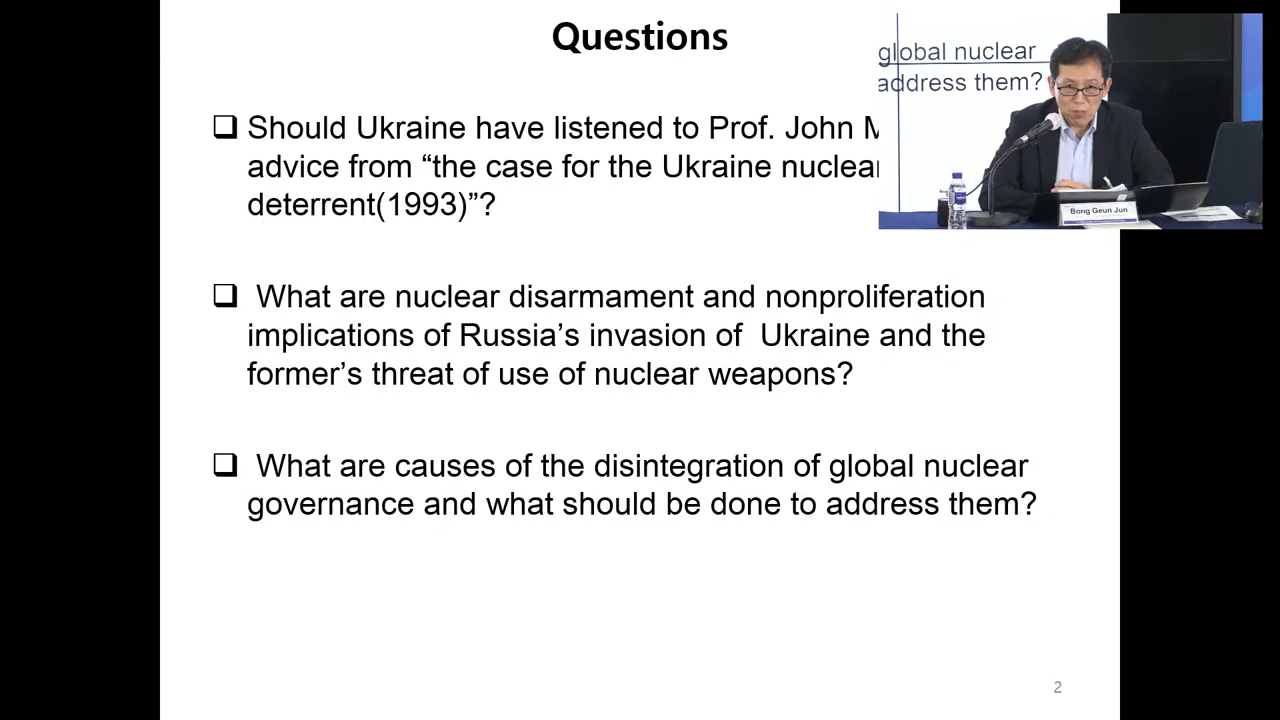 Questions
❑ Should Ukraine have listened to Prof. John
advice from “the case for the Ukraine nuclear
deterrent(1993)”?
❑ What are nuclear disarmament and nonproliferation
implications of Russia’s invasion of Ukraine and the
former’s threat of use of nuclear weapons?
❑ What are causes of the disintegration of global nuclear
governance and what should be done to address them?
2
global nuclear
address them?
Bong Geun Jun